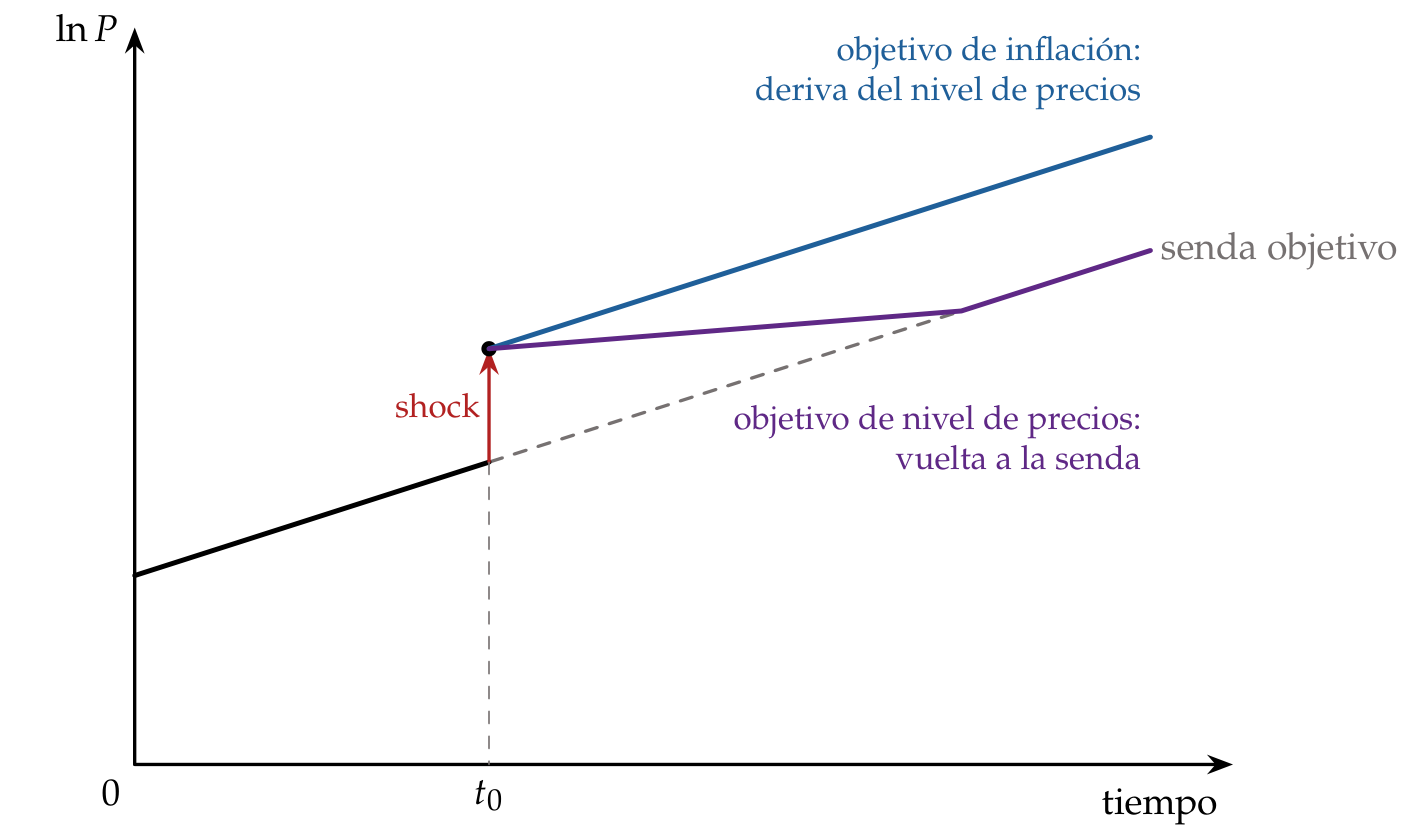 ln P
objetivo de inflación:
deriva del nivel de precios
senda objetivo
shock
objetivo de nivel de precios:
vuelta a la senda
0
t₀
tiempo